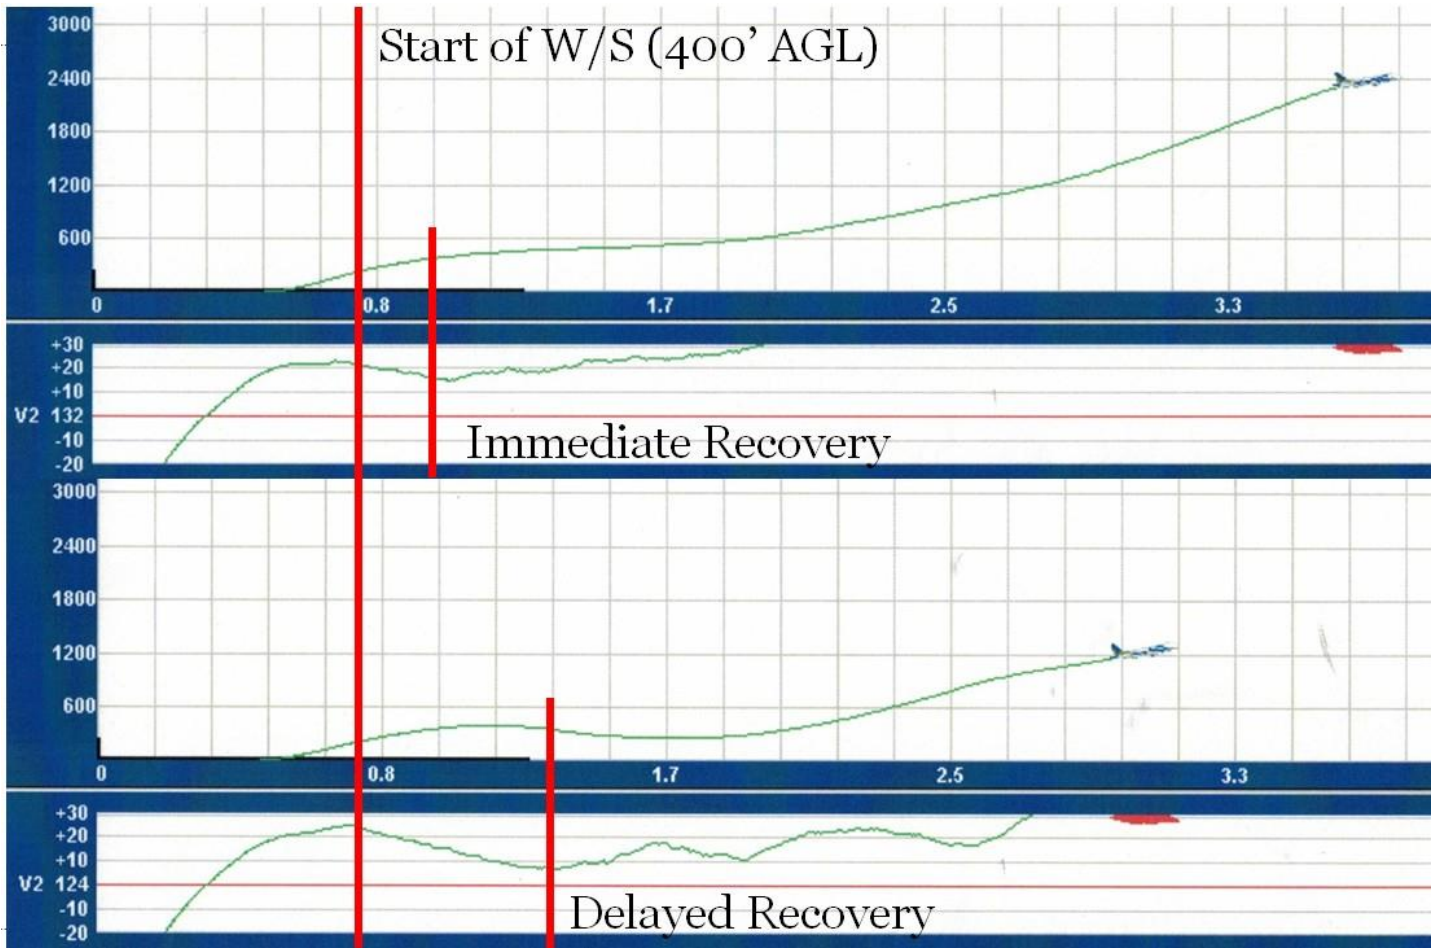 3000
Start of W/S (400’ AGL)
2400
1800
1200
600
0 0.8 1.7 2.5 3.3
+30
+20
+10
V2 132
-10
-20
Immediate Recovery
3000
2400
1800
1200
600
0 0.8 1.7 2.5 3.3
+30
+20
+10
V2 124
-10
-20
Delayed Recovery